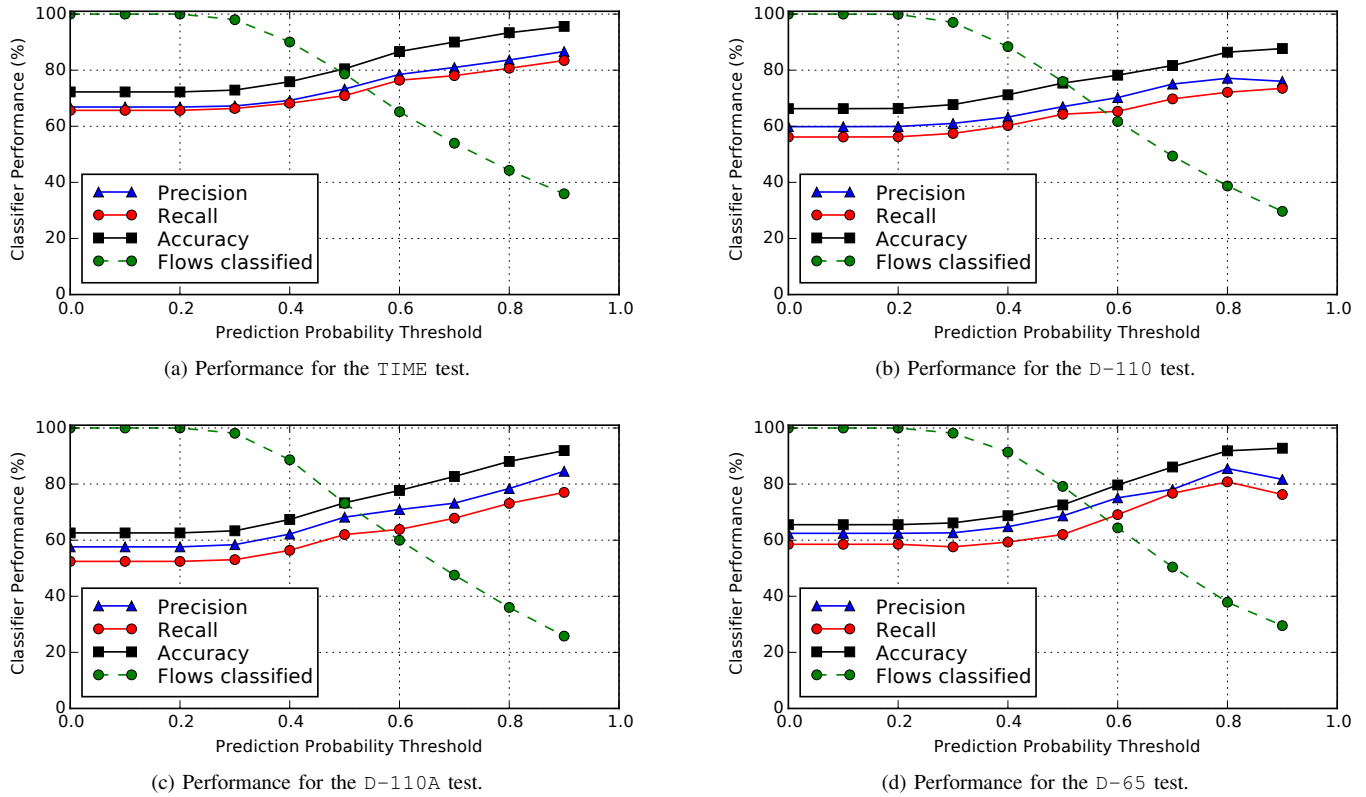 100
80
60
40
20
0
Classifier Performance (%)
Precision
Recall
Accuracy
Flows classified
0.0 0.2 0.4 0.6 0.8 1.0
Prediction Probability Threshold
(a) Performance for the TIME test.
100
80
60
40
20
0
Classifier Performance (%)
Precision
Recall
Accuracy
Flows classified
0.0 0.2 0.4 0.6 0.8 1.0
Prediction Probability Threshold
(b) Performance for the D-110 test.
100
80
60
40
20
0
Classifier Performance (%)
Precision
Recall
Accuracy
Flows classified
0.0 0.2 0.4 0.6 0.8 1.0
Prediction Probability Threshold
(c) Performance for the D-110A test.
100
80
60
40
20
0
Classifier Performance (%)
Precision
Recall
Accuracy
Flows classified
0.0 0.2 0.4 0.6 0.8 1.0
Prediction Probability Threshold
(d) Performance for the D-65 test.